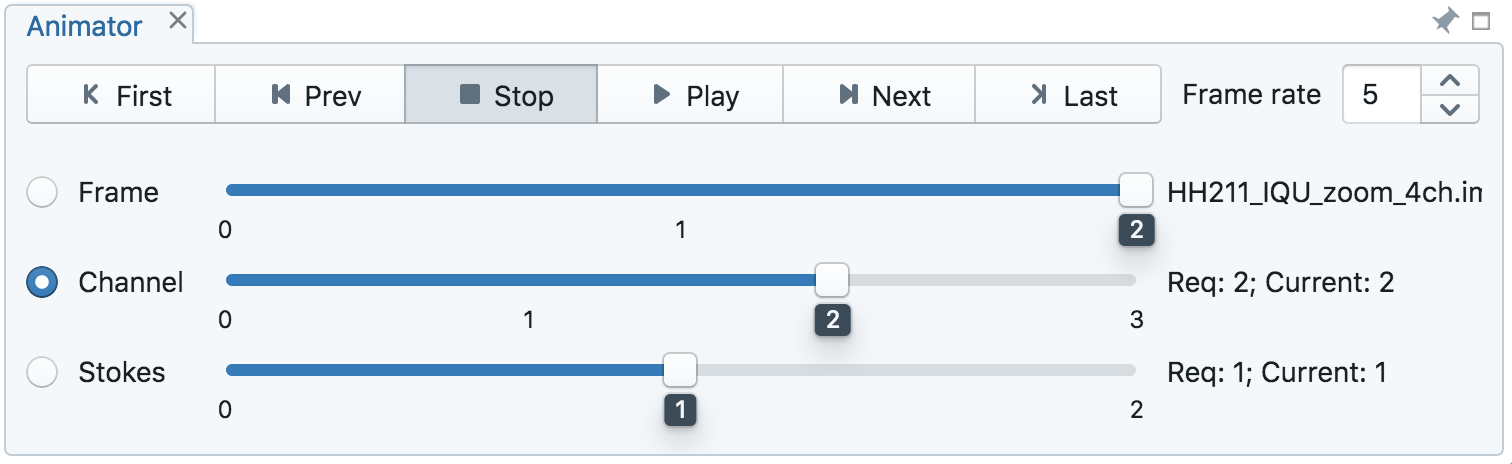 Animator
First Prev Stop Play Next Last Frame rate 5
Frame HH211_IQU_zoom_4ch.im
0 1 2
Channel Req: 2; Current: 2
0 1 2 3
Stokes Req: 1; Current: 1
0 1 2